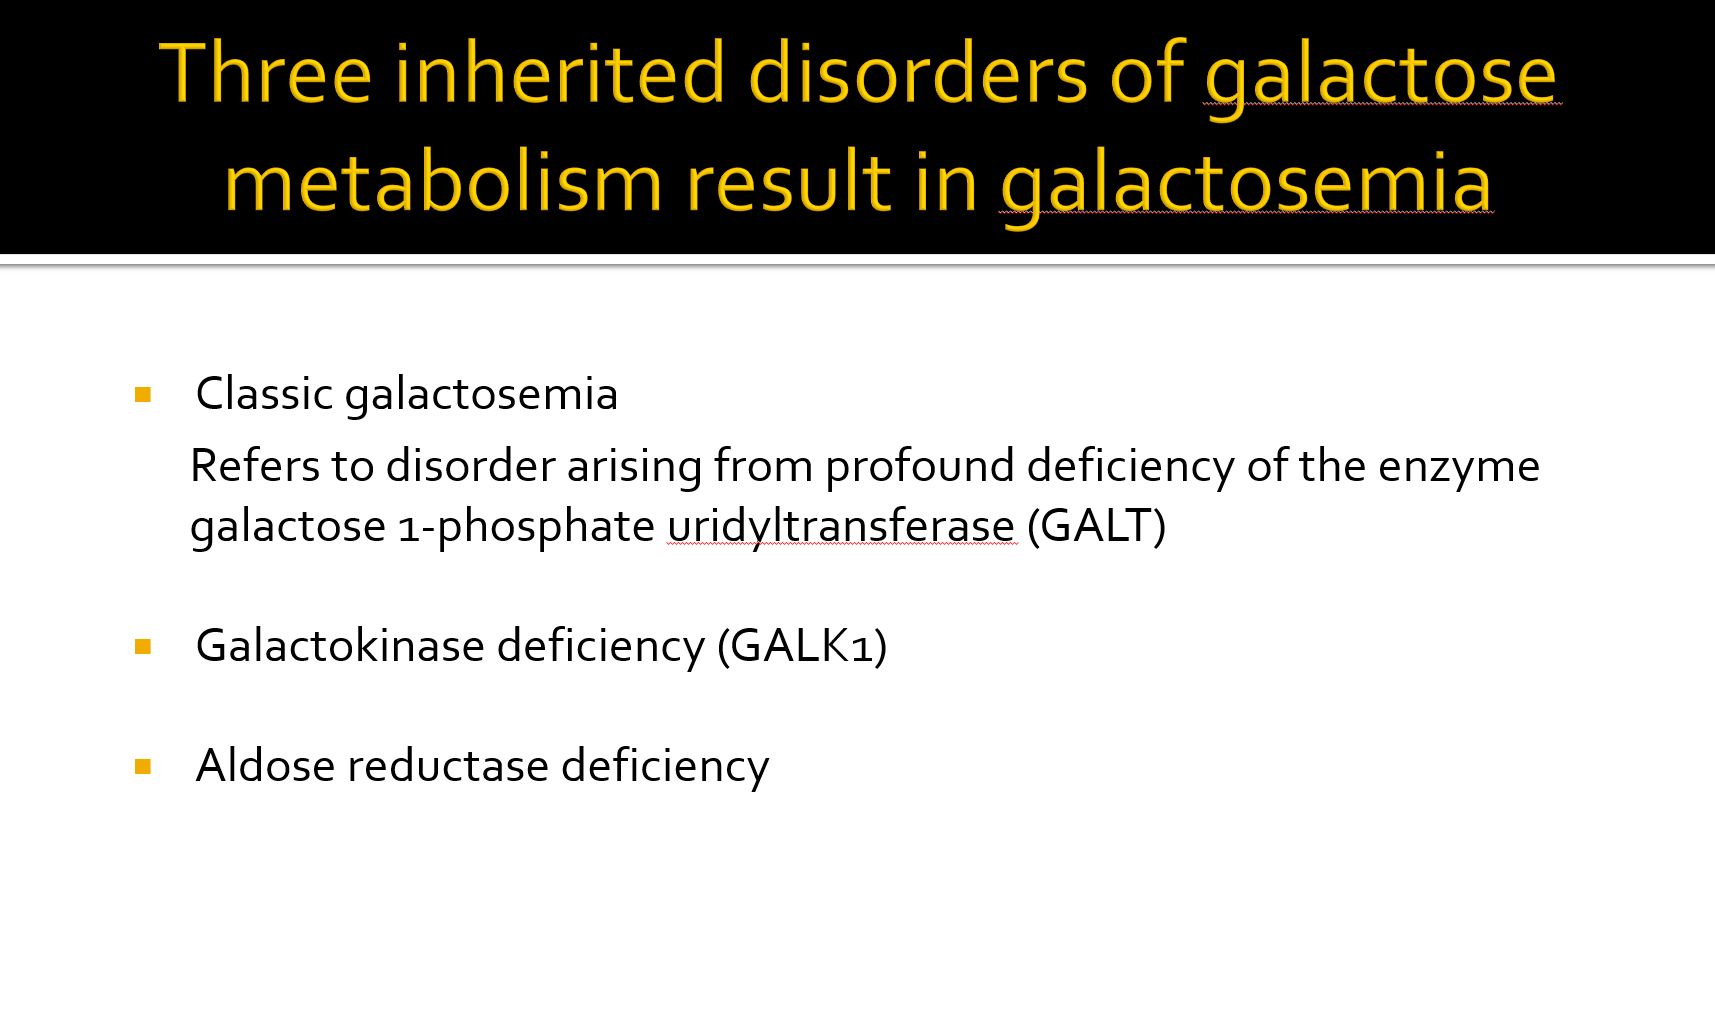 Three inherited disorders of galactose
metabolism result in galactosemia
Classic galactosemia
Refers to disorder arising from profound deficiency of the enzyme
galactose 1-phosphate uridyltransferase (GALT)
Galactokinase deficiency (GALK1)
Aldose reductase deficiency